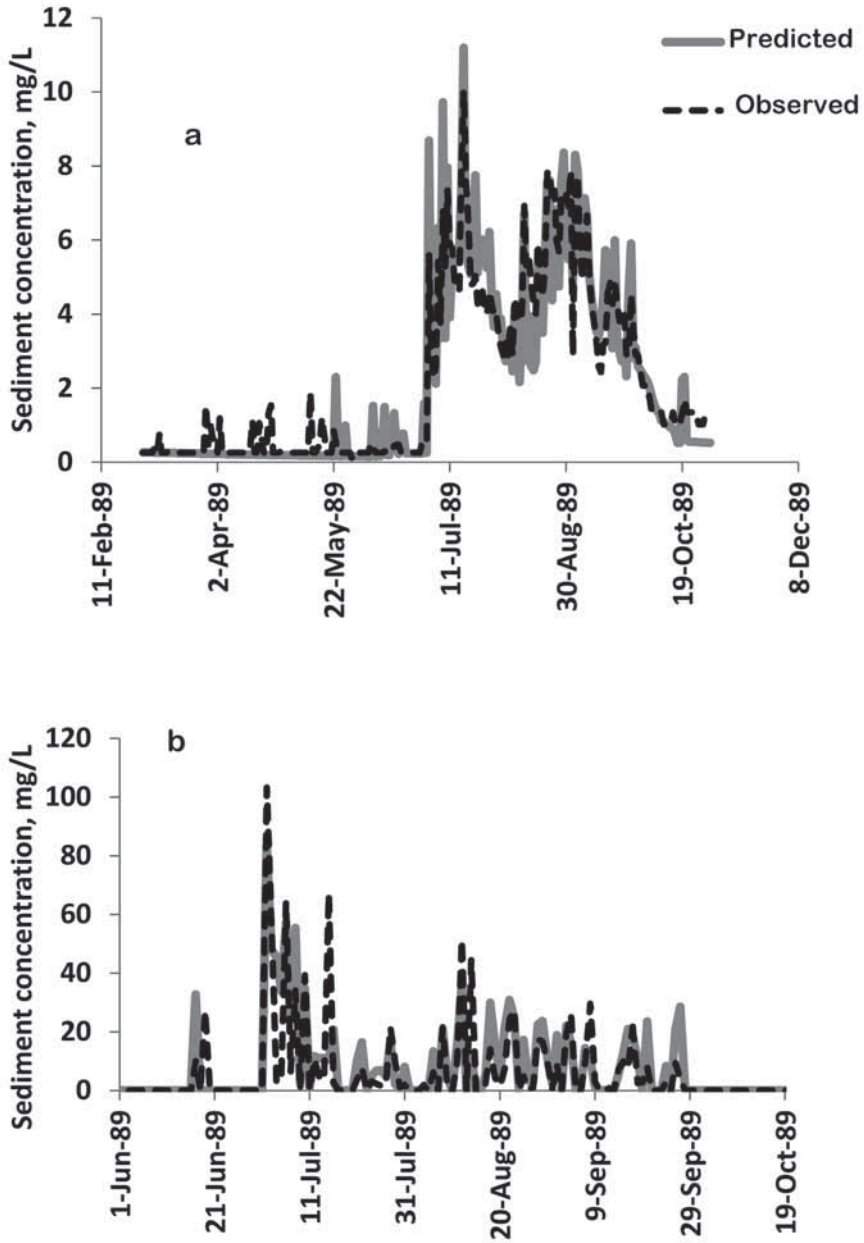 12
10
8
6
4
2
0
Sediment concentration, mg/L
a
Predicted
Observed
11-Feb-89
2-Apr-89
22-May-89
11-Jul-89
30-Aug-89
19-Oct-89
8-Dec-89
120
100
80
60
40
20
0
Sediment concentration, mg/L
b
1-Jun-89
21-Jun-89
11-Jul-89
31-Jul-89
20-Aug-89
9-Sep-89
29-Sep-89
19-Oct-89